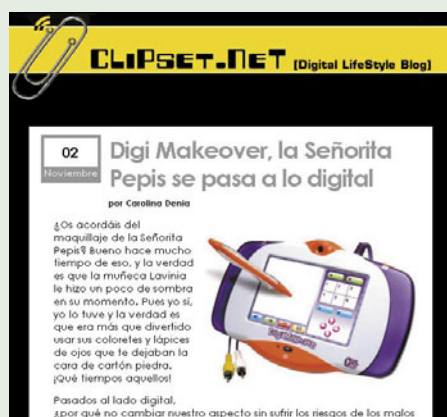 CLIPSET.NET [Digital LifeStyle Blog]
02
Noviembre
Digi Makeover, la Señorita
Pepis se pasa a lo digital
por Carolina Denia
¿Os acordáis del
maquillaje de la Señorita
Pepis? Bueno hace mucho
tiempo de eso, y la verdad
es que la muñeca Lavinia
le hizo un poco de sombra
en su momento. Pues yo sí,
yo lo tuve y la verdad es
que era más que divertido
usar sus coloretes y lápices
de ojos que te dejaban la
cara de cartón piedra.
¡Qué tiempos aquellos!
Pasados al lado digital,
¿por qué no cambiar nuestro aspecto sin sufrir los riesgos de los malos